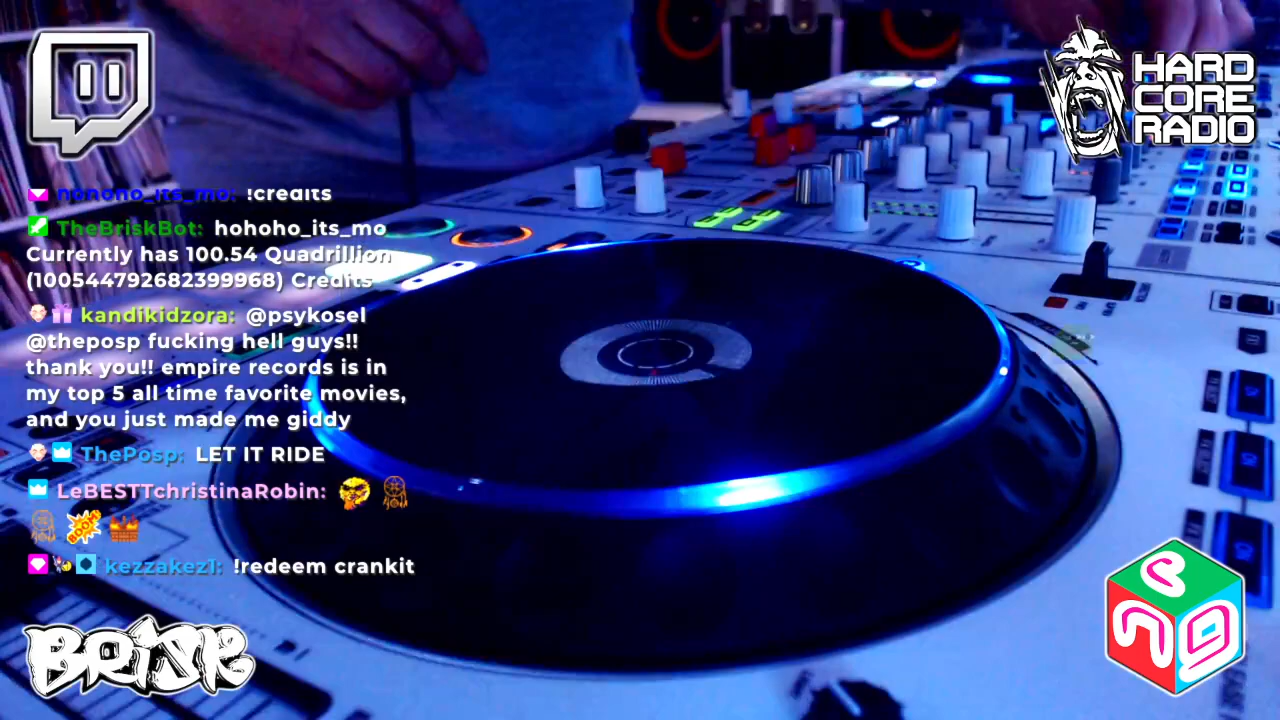 HARD
CORE
RADIO
nonono_its_mo: !credits
TheBriskBot: hohoho_its_mo
Currently has 100.54 Quadrillion
(100544792682399968) Credits
kandikidzora: @psykosel
@theposp fucking hell guys!!
thank you!! empire records is in
my top 5 all time favorite movies,
and you just made me giddy
ThePosp: LET IT RIDE
LeBESTTchristinaRobin:
BOOM
kezzakez1: !redeem crankit
BRISK